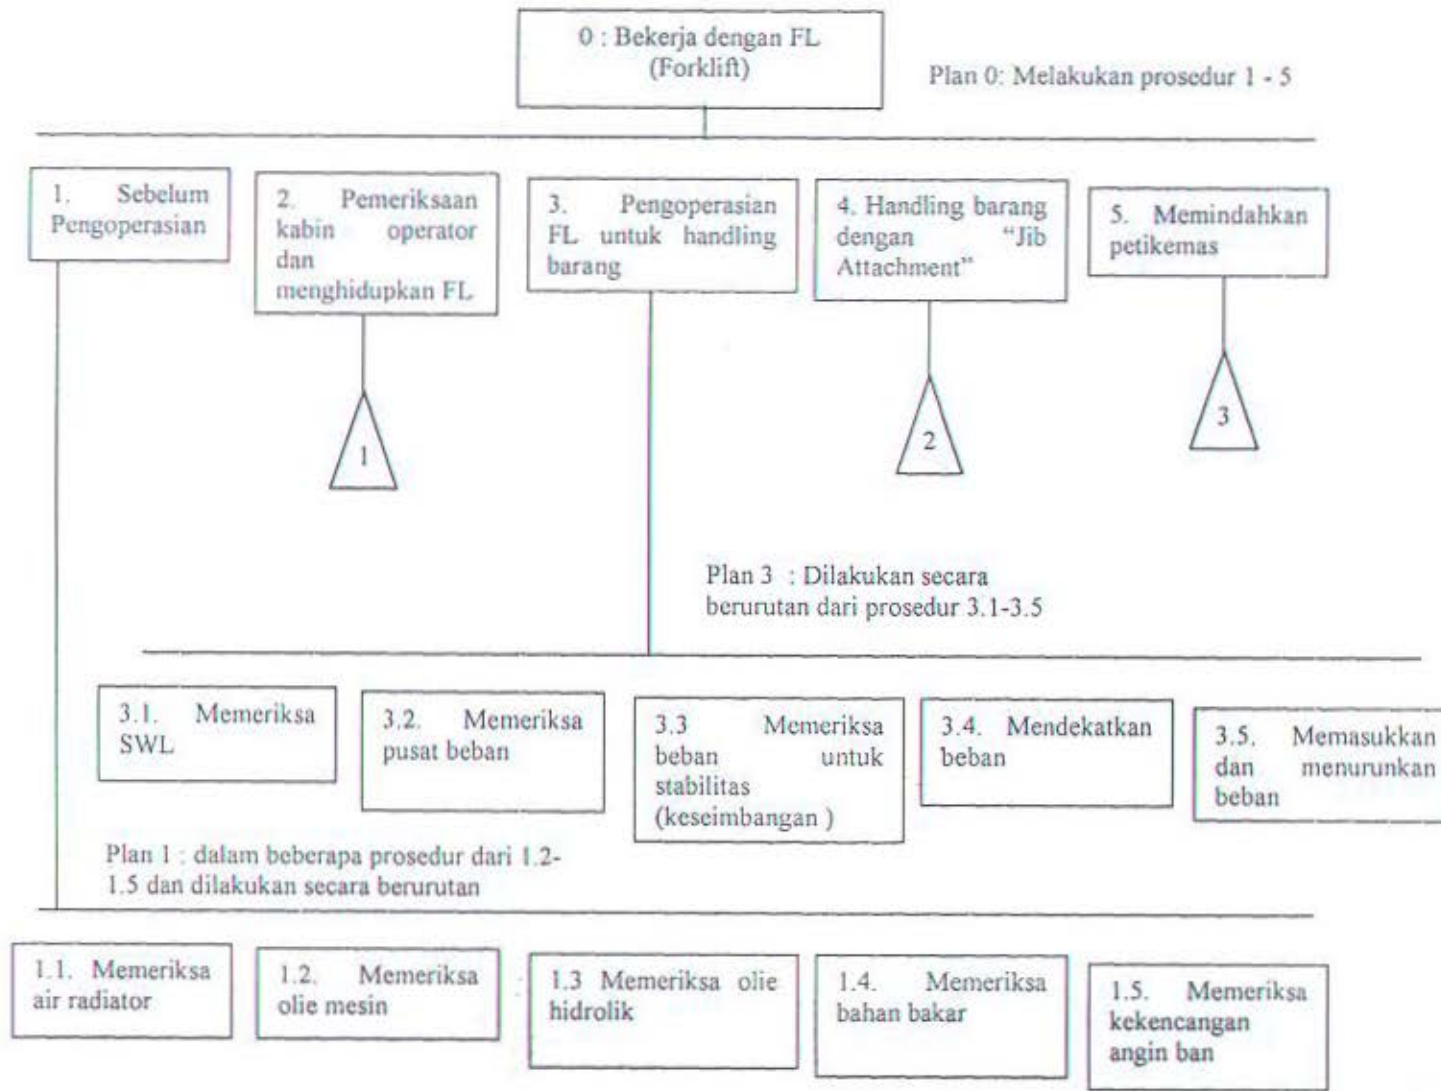 0 : Bekerja dengan FL
(Forklift)
Plan 0: Melakukan prosedur 1 - 5
1. Sebelum
Pengoperasian
2. Pemeriksaan
kabin operator
dan
menghidupkan FL
3. Pengoperasian
FL untuk handling
barang
4. Handling barang
dengan “Jib
Attachment”
5. Memindahkan
petikemas
1
2
3
Plan 3 : Dilakukan secara
berurutan dari prosedur 3.1-3.5
3.1. Memeriksa
SWL
3.2. Memeriksa
pusat beban
3.3 Memeriksa
beban untuk
stabilitas
(keseimbangan )
3.4. Mendekatkan
beban
3.5. Memasukkan
dan menurunkan
beban
Plan 1 : dalam beberapa prosedur dari 1.2-
1.5 dan dilakukan secara berurutan
1.1. Memeriksa
air radiator
1.2. Memeriksa
olie mesin
1.3 Memeriksa olie
hidrolik
1.4. Memeriksa
bahan bakar
1.5. Memeriksa
kekencangan
angin ban